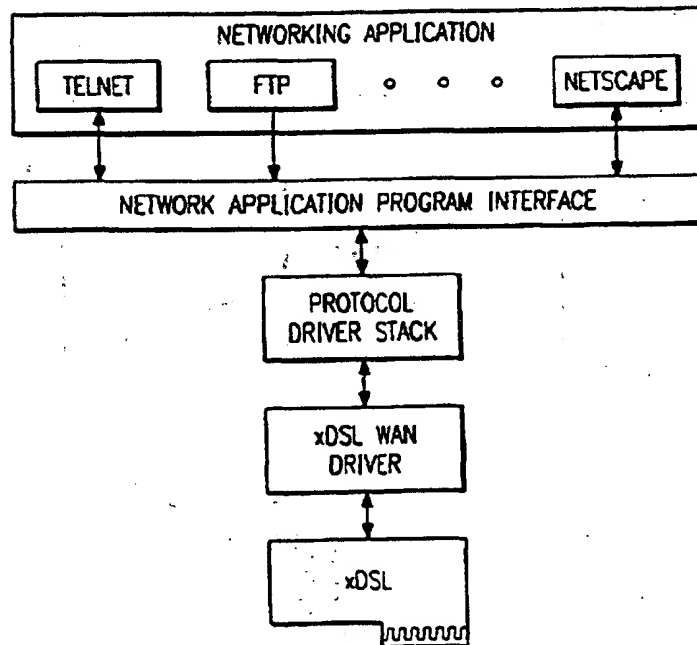 NETWORKING APPLICATION
TELNET
FTP
NETSCAPE
NETWORK APPLICATION PROGRAM INTERFACE
PROTOCOL
DRIVER STACK
xDSL WAN
DRIVER
xDSL